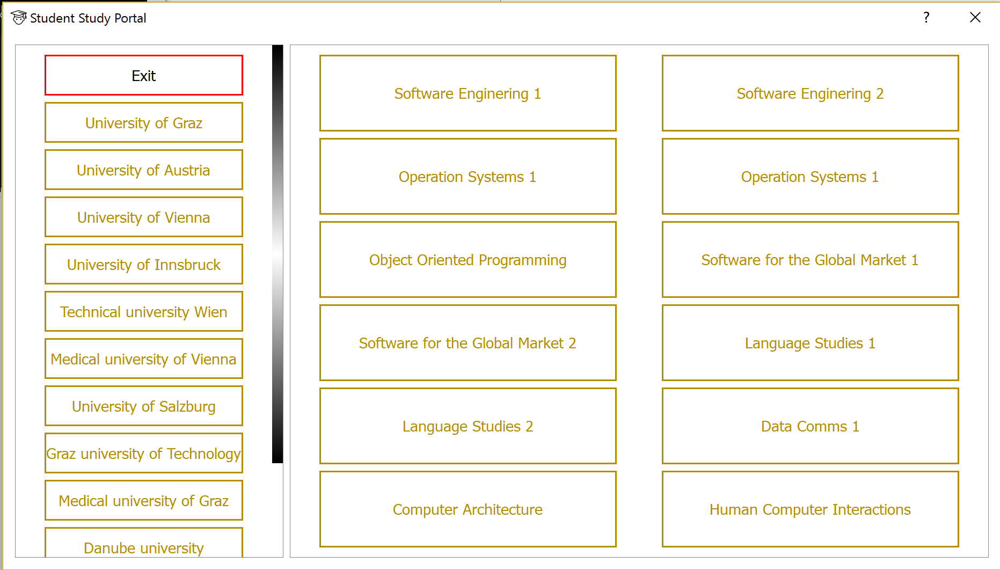 Student Study Portal
?
Exit
University of Graz
University of Austria
University of Vienna
University of Innsbruck
Technical university Wien
Medical university of Vienna
University of Salzburg
Graz university of Technology
Medical university of Graz
Danube university
Software Enginering 1
Software Enginering 2
Operation Systems 1
Operation Systems 1
Object Oriented Programming
Software for the Global Market 1
Software for the Global Market 2
Language Studies 1
Language Studies 2
Data Comms 1
Computer Architecture
Human Computer Interactions